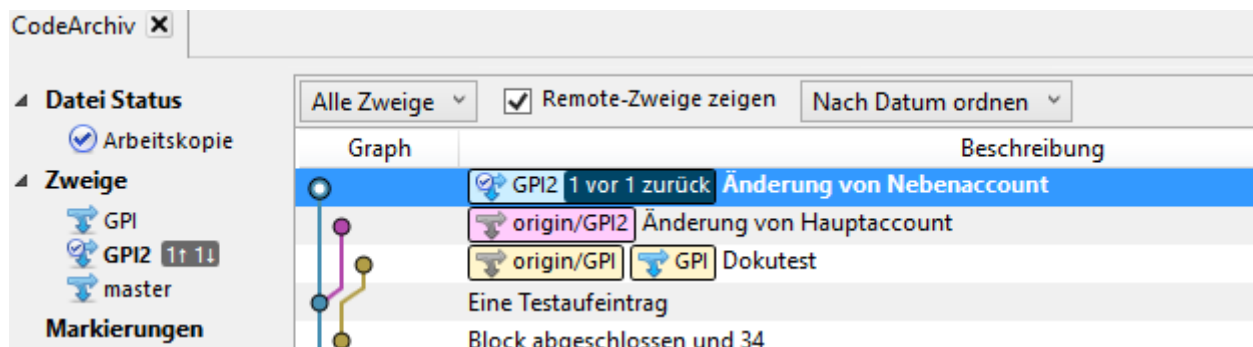 CodeArchiv
Datei Status
Arbeitskopie
Zweige
GPI
GPI2 1↑ 1↓
master
Markierungen
Alle Zweige Remote-Zweige zeigen Nach Datum ordnen
Graph Beschreibung
GPI2 1 vor 1 zurück Änderung von Nebenaccount
origin/GPI2 Änderung von Hauptaccount
origin/GPI GPI Dokutest
Eine Testaufeintrag
Block abgeschlossen und 34